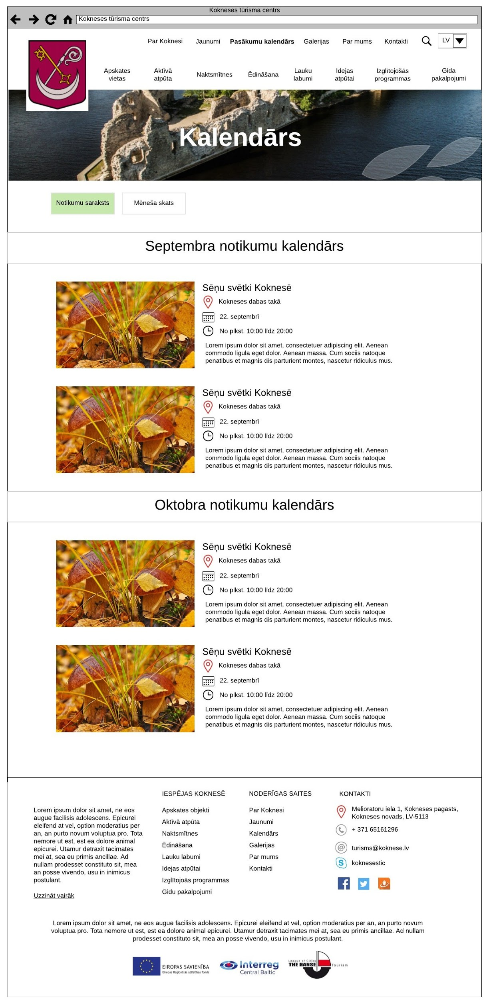 Kokneses tūrisma centrs
Kokneses tūrisma centrs
Par Koknesi Jaunumi Pasākumu kalendārs Galerijas Par mums Kontakti LV
Apskates vietas
Aktīvā atpūta
Naktsmītnes
Ēdināšana
Lauku labumi
Idejas atpūtai
Izglītojošās programmas
Gida pakalpojumi
Kalendārs
Notikumu saraksts
Mēneša skats
Septembra notikumu kalendārs
Sēņu svētki Koknesē
Kokneses dabas takā
22. septembrī
No plkst. 10:00 līdz 20:00
Lorem ipsum dolor sit amet, consectetuer adipiscing elit. Aenean
commodo ligula eget dolor. Aenean massa. Cum sociis natoque
penatibus et magnis dis parturient montes, nascetur ridiculus mus.
Sēņu svētki Koknesē
Kokneses dabas takā
22. septembrī
No plkst. 10:00 līdz 20:00
Lorem ipsum dolor sit amet, consectetuer adipiscing elit. Aenean
commodo ligula eget dolor. Aenean massa. Cum sociis natoque
penatibus et magnis dis parturient montes, nascetur ridiculus mus.
Oktobra notikumu kalendārs
Sēņu svētki Koknesē
Kokneses dabas takā
22. septembrī
No plkst. 10:00 līdz 20:00
Lorem ipsum dolor sit amet, consectetuer adipiscing elit. Aenean
commodo ligula eget dolor. Aenean massa. Cum sociis natoque
penatibus et magnis dis parturient montes, nascetur ridiculus mus.
Sēņu svētki Koknesē
Kokneses dabas takā
22. septembrī
No plkst. 10:00 līdz 20:00
Lorem ipsum dolor sit amet, consectetuer adipiscing elit. Aenean
commodo ligula eget dolor. Aenean massa. Cum sociis natoque
penatibus et magnis dis parturient montes, nascetur ridiculus mus.
Lorem ipsum dolor sit amet, ne eos
augue facilisis adolescens. Epicurei
eleifend at vel, option moderatius per
an, an purto novum voluptua pro. Tota
nemore ut est, est ea dolore animal
epicurei. Utamur detraxit tacimates
mei at, sea eu primis ancillae. Ad
nullam prodesset constituto sit, mea
an posse vivendo, usu in inimicus
postulant.
Uzzināt vairāk
IESPĒJAS KOKNESĒ
Apskates objekti
Aktīvā atpūta
Naktsmītnes
Ēdināšana
Lauku labumi
Idejas atpūtai
Izglītojoās programmas
Gidu pakalpojumi
NODERĪGAS SAITES
Par Koknesi
Jaunumi
Kalendārs
Galerijas
Par mums
Kontakti
KONTAKTI
Melioratoru iela 1, Kokneses pagasts,
Kokneses novads, LV-5113
+ 371 65161296
turisms@koknese.lv
koknesestic
Lorem ipsum dolor sit amet, ne eos augue facilisis adolescens. Epicurei eleifend at vel, option moderatius per an, an purto novum
voluptua pro. Tota nemore ut est, est ea dolore animal epicurei. Utamur detraxit tacimates mei at, sea eu primis ancillae. Ad nullam
prodesset constituto sit, mea an posse vivendo, usu in inimicus postulant.
EIROPAS SAVIENĪBA
Eiropas Reģionālās attīstības fonds
Interreg
Central Baltic
League of Cities
THE HANSE Tourism